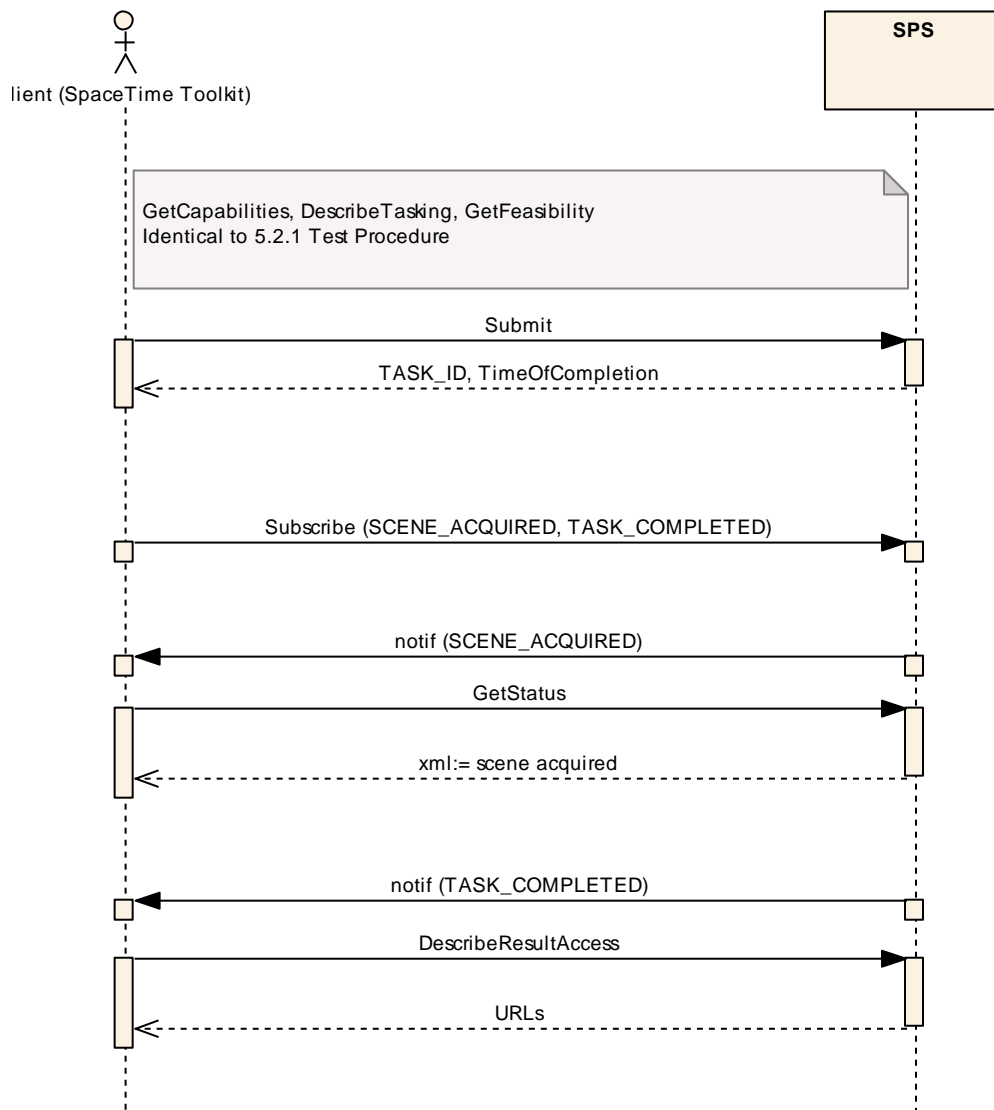 SPS
lient (SpaceTime Toolkit)
GetCapabilities, DescribeTasking, GetFeasibility
Identical to 5.2.1 Test Procedure
Submit
TASK_ID, TimeOfCompletion
Subscribe (SCENE_ACQUIRED, TASK_COMPLETED)
notif (SCENE_ACQUIRED)
GetStatus
xml:= scene acquired
notif (TASK_COMPLETED)
DescribeResultAccess
URLs